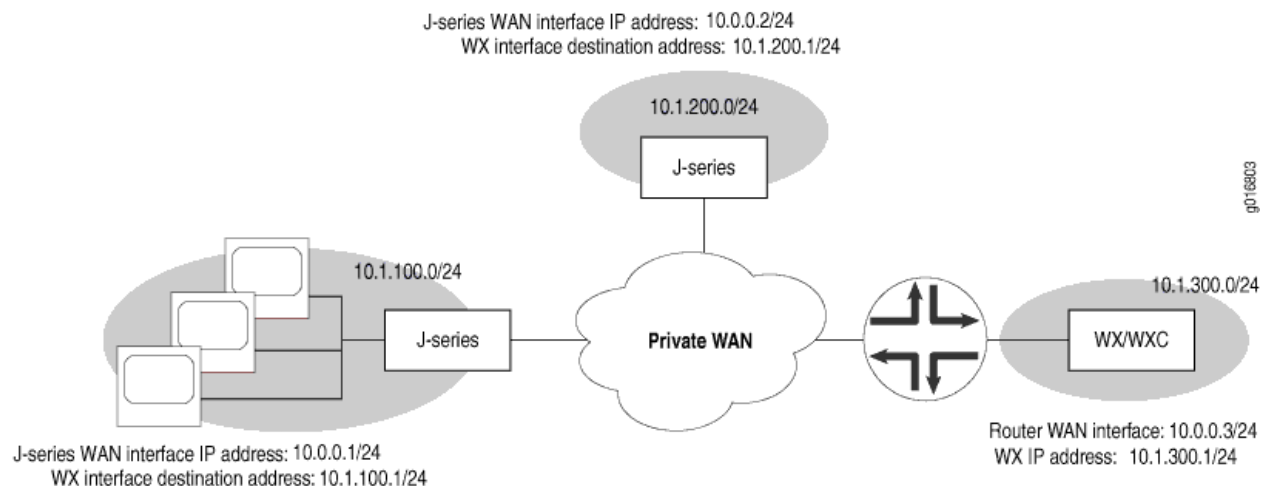 J-series WAN interface IP address: 10.0.0.2/24
WX interface destination address: 10.1.200.1/24
10.1.200.0/24
J-series
g016803
10.1.100.0/24
J-series
Private WAN
10.1.300.0/24
WX/WXC
Router WAN interface: 10.0.0.3/24
WX IP address: 10.1.300.1/24
J-series WAN interface IP address: 10.0.0.1/24
WX interface destination address: 10.1.100.1/24